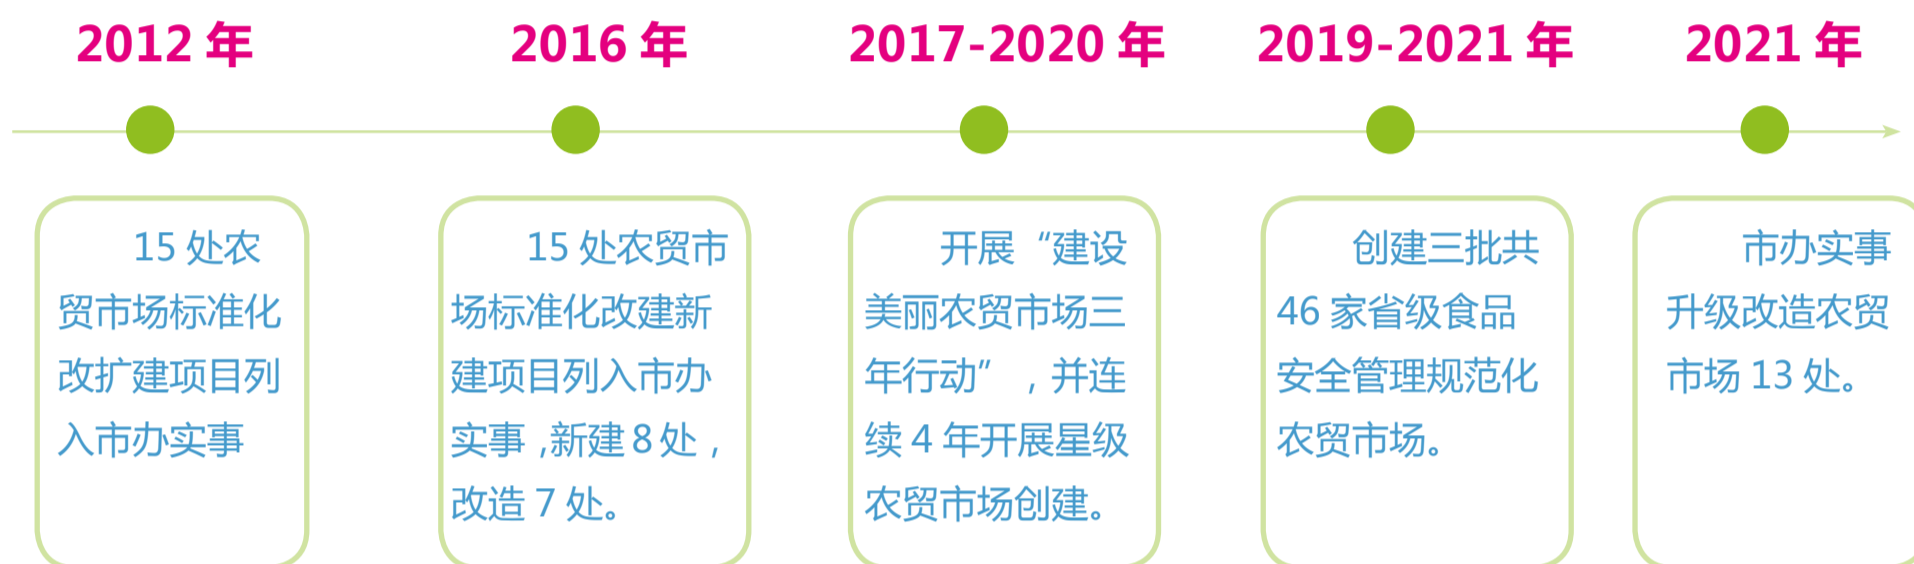 2012 年
15 处农
贸市场标准化
改扩建项目列
入市办实事
2016 年
15 处农贸市
场标准化改建新
建项目列入市办
实事,新建 8 处,
改造 7 处。
2017-2020 年
开展“建设
美丽农贸市场三
年行动”,并连
续 4 年开展星级
农贸市场创建。
2019-2021 年
创建三批共
46 家省级食品
安全管理规范化
农贸市场。
2021 年
市办实事
升级改造农贸
市场 13 处。